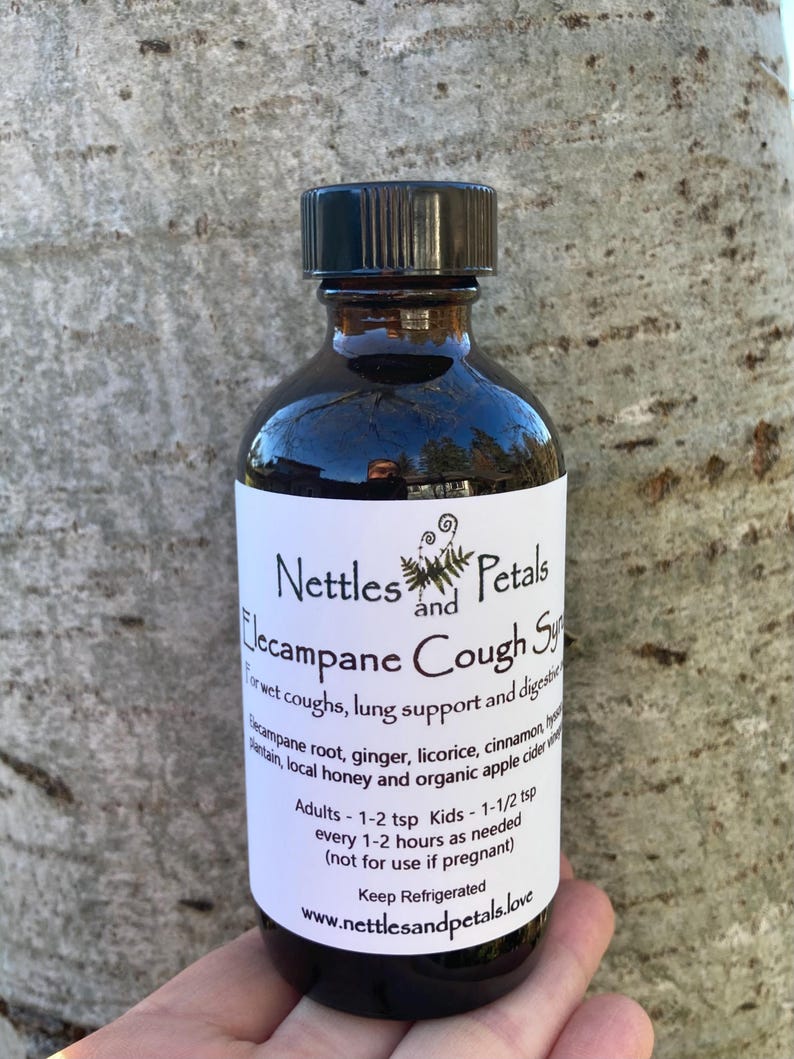 Nettles and Petals
Elecampane Cough
For wet coughs, lung support and digestive
Elecampane root, ginger, licorice, cinnamon,
plantain, local honey and organic apple cider
Adults - 1-2 tsp Kids - 1-1/2 tsp
every 1-2 hours as needed
(not for use if pregnant)
Keep Refrigerated
www.nettlesandpetals.love